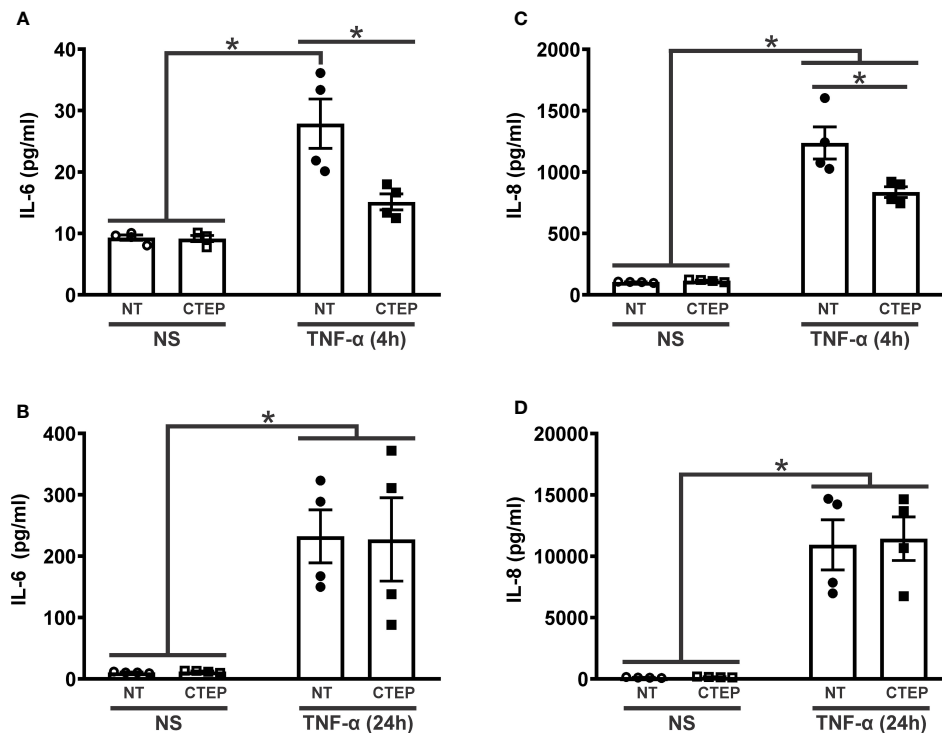 A
IL-6 (pg/ml)
40
30
20
10
0
*
*
NT CTEP NT CTEP
NS TNF-α (4h)
C
IL-8 (pg/ml)
2000
1500
1000
500
0
*
*
NT CTEP NT CTEP
NS TNF-α (4h)
B
IL-6 (pg/ml)
400
300
200
100
0
*
NT CTEP NT CTEP
NS TNF-α (24h)
D
IL-8 (pg/ml)
20000
15000
10000
5000
0
*
NT CTEP NT CTEP
NS TNF-α (24h)